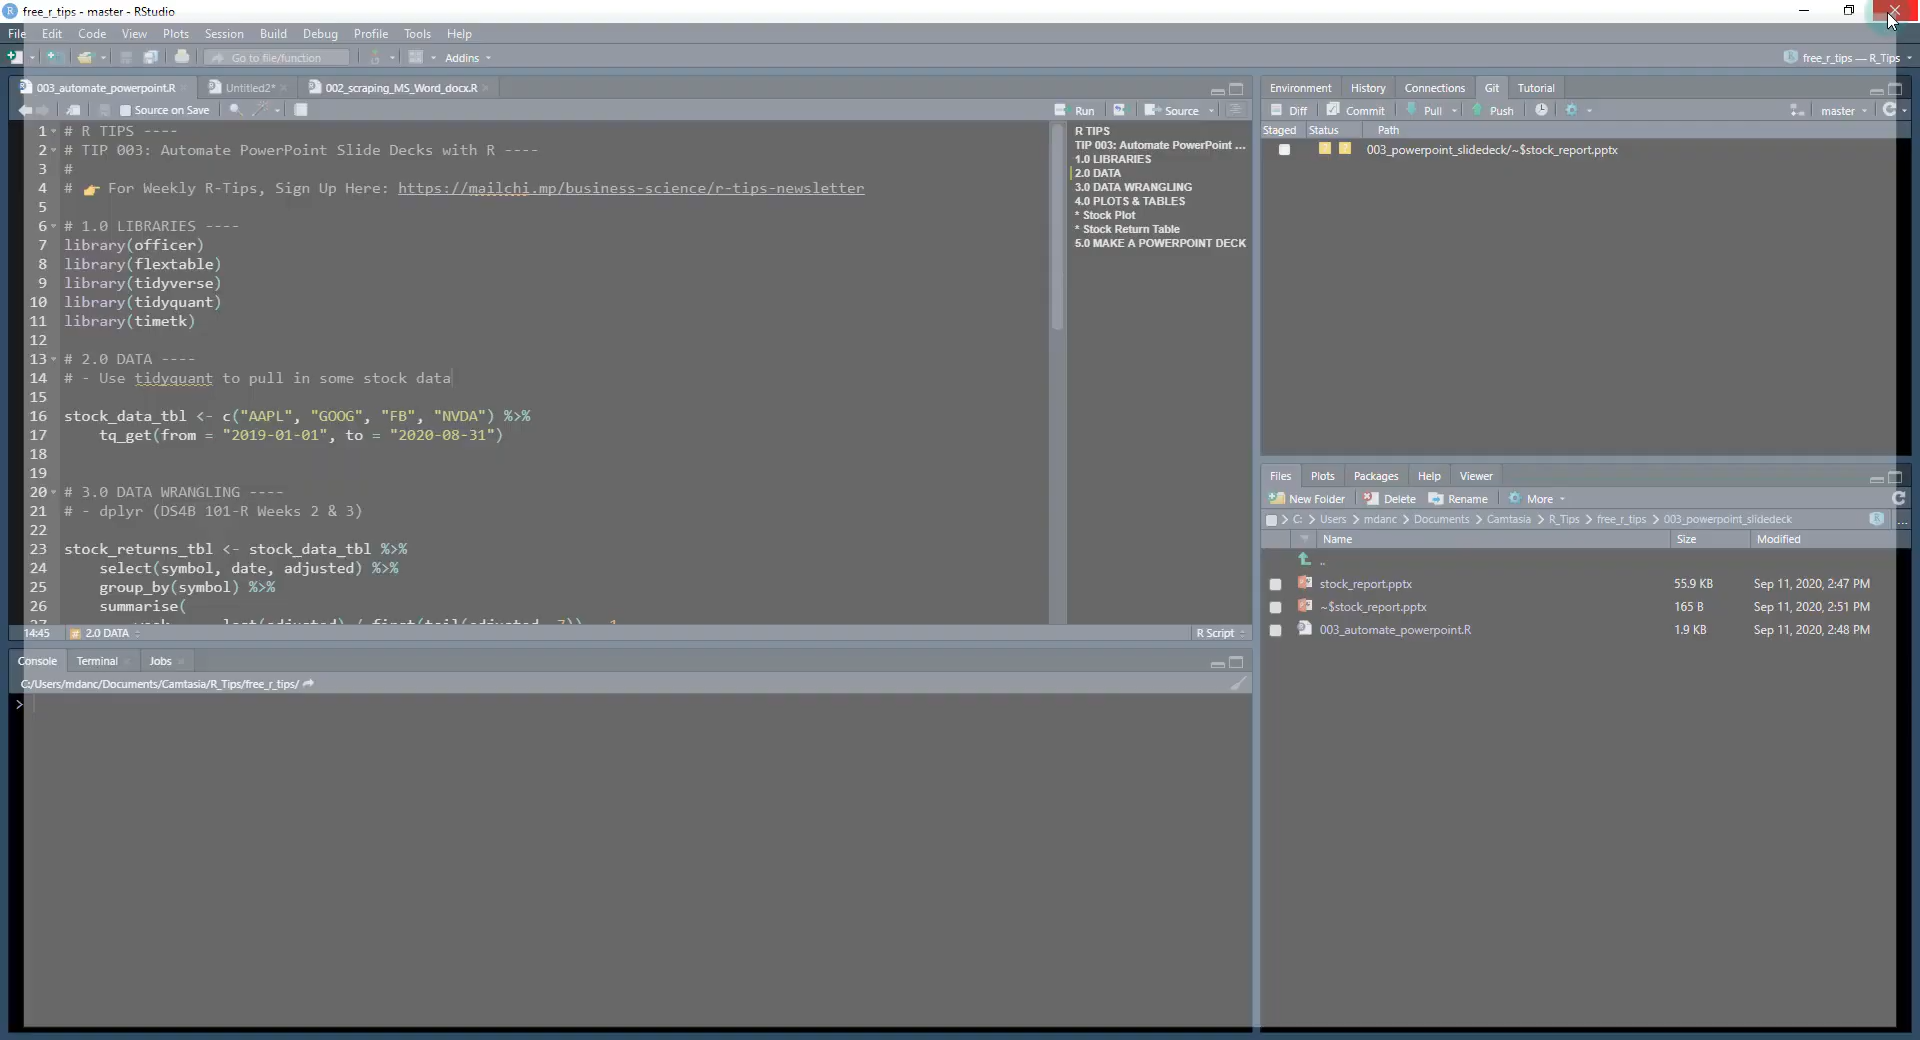 free_r_tips - master - RStudio
File Edit Code View Plots Session Build Debug Profile Tools Help
Go to file/function Addins free_r_tips — R_Tips
003_automate_powerpoint.R Untitled2* 002_scraping_MS_Word_docx.R
Source on Save Run Source
1 # R TIPS ----
2 # TIP 003: Automate PowerPoint Slide Decks with R ----
3 #
4 # 👉 For Weekly R-Tips, Sign Up Here: https://mailchi.mp/business-science/r-tips-newsletter
5
6 # 1.0 LIBRARIES ----
7 library(officer)
8 library(flextable)
9 library(tidyverse)
10 library(tidyquant)
11 library(timetk)
12
13 # 2.0 DATA ----
14 # - Use tidyquant to pull in some stock data
15
16 stock_data_tbl <- c("AAPL", "GOOG", "FB", "NVDA") %>%
17 tq_get(from = "2019-01-01", to = "2020-08-31")
18
19
20 # 3.0 DATA WRANGLING ----
21 # - dplyr (DS4B 101-R Weeks 2 & 3)
22
23 stock_returns_tbl <- stock_data_tbl %>%
24 select(symbol, date, adjusted) %>%
25 group_by(symbol) %>%
26 summarise(
14:45 2.0 DATA R Script
R TIPS
TIP 003: Automate PowerPoint ...
1.0 LIBRARIES
2.0 DATA
3.0 DATA WRANGLING
4.0 PLOTS & TABLES
* Stock Plot
* Stock Return Table
5.0 MAKE A POWERPOINT DECK
Console Terminal Jobs
C:/Users/mdanc/Documents/Camtasia/R_Tips/free_r_tips/
>
Environment History Connections Git Tutorial
Diff Commit Pull Push master
Staged Status Path
? ? 003_powerpoint_slidedeck/~$stock_report.pptx
Files Plots Packages Help Viewer
New Folder Delete Rename More
C: > Users > mdanc > Documents > Camtasia > R_Tips > free_r_tips > 003_powerpoint_slidedeck ...
Name Size Modified
..
stock_report.pptx 55.9 KB Sep 11, 2020, 2:47 PM
~$stock_report.pptx 165 B Sep 11, 2020, 2:51 PM
003_automate_powerpoint.R 1.9 KB Sep 11, 2020, 2:48 PM